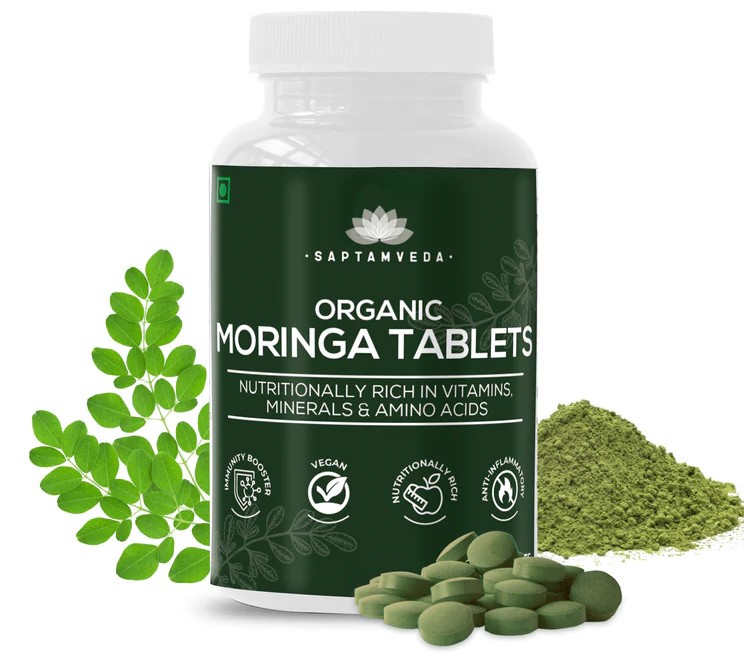 · SAPTAMVEDA ·
ORGANIC
MORINGA TABLETS
NUTRITIONALLY RICH IN VITAMINS,
MINERALS & AMINO ACIDS
IMMUNITY BOOSTER
VEGAN
NUTRITIONALLY RICH
ANTI-INFLAMMATORY